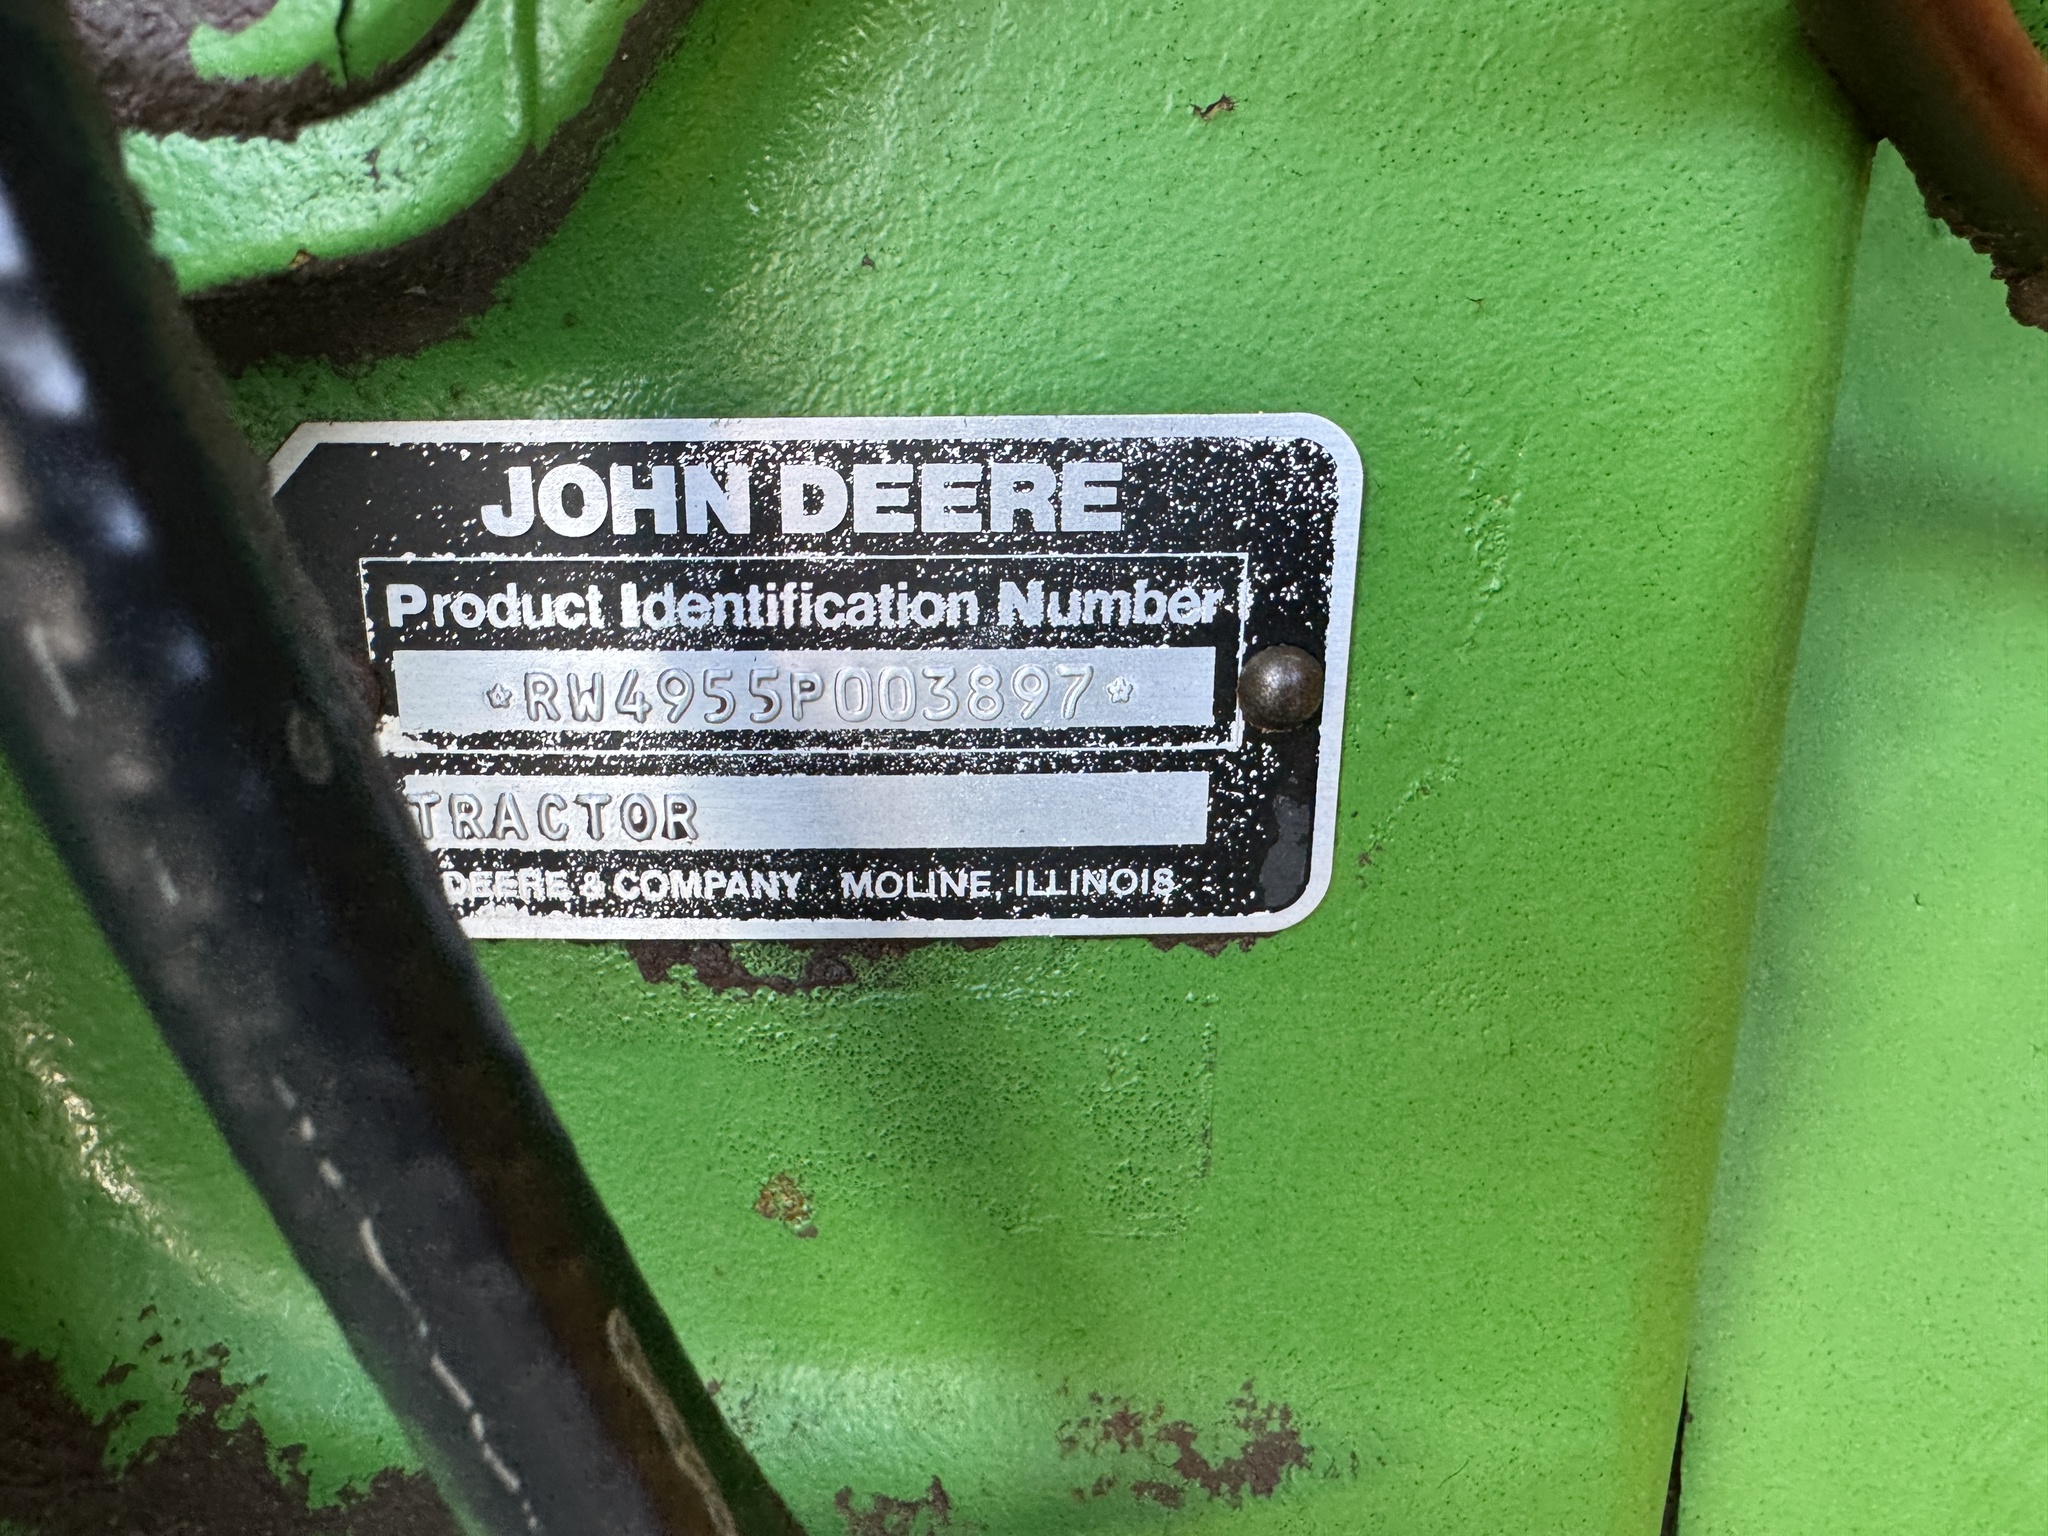 JOHN DEERE
Product Identification Number
*RW4955P003897*
TRACTOR
DEERE & COMPANY MOLINE, ILLINOIS